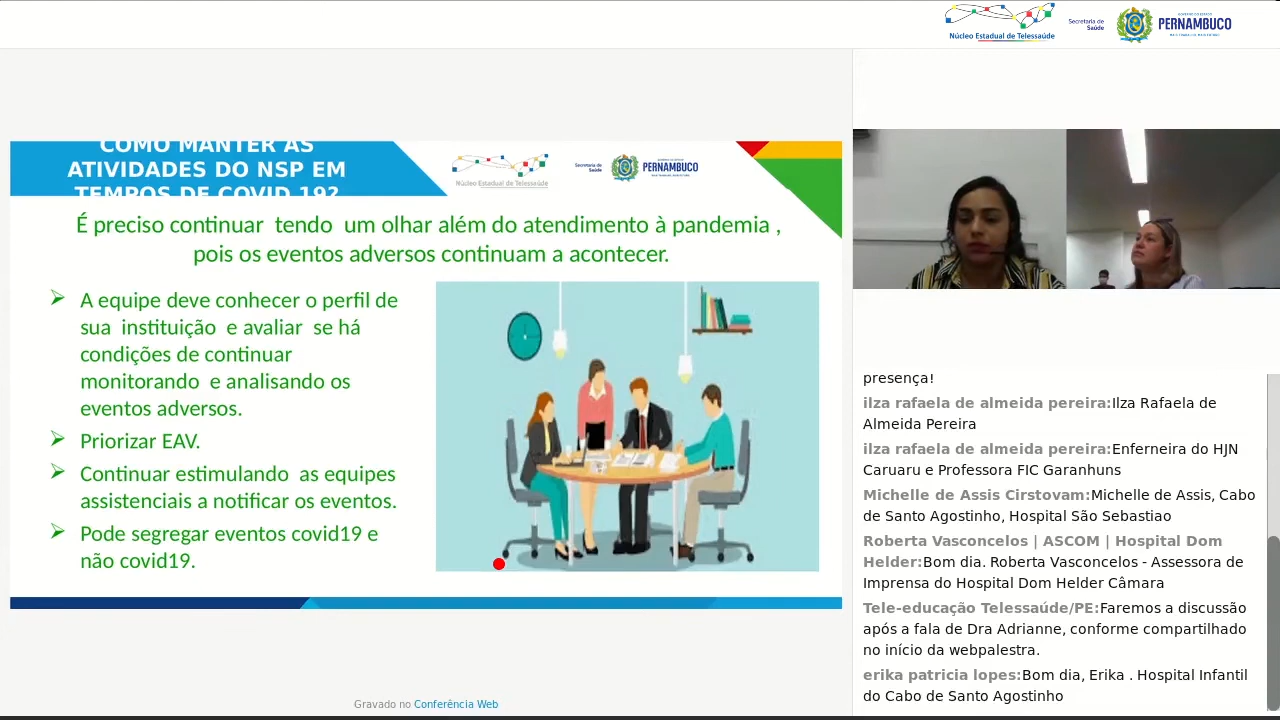 Núcleo Estadual de Telessaúde
Secretaria de
Saúde
PERNAMBUCO
COMO MANTER AS
ATIVIDADES DO NSP EM
TEMPOS DE COVID 19?
Núcleo Estadual de Telessaúde
Secretaria de
Saúde
PERNAMBUCO
É preciso continuar tendo um olhar além do atendimento à pandemia ,
pois os eventos adversos continuam a acontecer.
A equipe deve conhecer o perfil de
sua instituição e avaliar se há
condições de continuar
monitorando e analisando os
eventos adversos.
Priorizar EAV.
Continuar estimulando as equipes
assistenciais a notificar os eventos.
Pode segregar eventos covid19 e
não covid19.
Gravado no Conferência Web
presença!
ilza rafaela de almeida pereira:Ilza Rafaela de
Almeida Pereira
ilza rafaela de almeida pereira:Enferneira do HJN
Caruaru e Professora FIC Garanhuns
Michelle de Assis Cirstovam:Michelle de Assis, Cabo
de Santo Agostinho, Hospital São Sebastiao
Roberta Vasconcelos | ASCOM | Hospital Dom
Helder:Bom dia. Roberta Vasconcelos - Assessora de
Imprensa do Hospital Dom Helder Câmara
Tele-educação Telessaúde/PE:Faremos a discussão
após a fala de Dra Adrianne, conforme compartilhado
no início da webpalestra.
erika patricia lopes:Bom dia, Erika . Hospital Infantil
do Cabo de Santo Agostinho